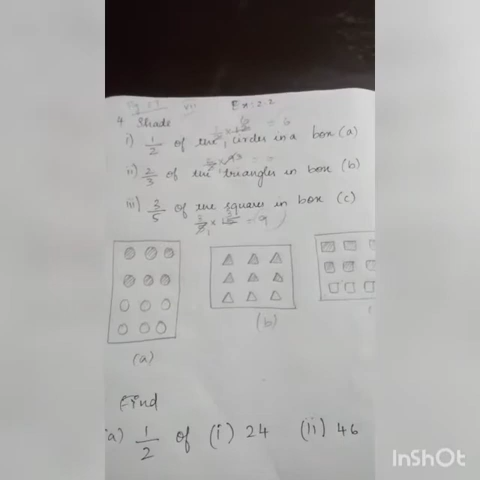 Ex: 2.2
4 Shade
i) 1/2 of the circles in a box (a)
ii) 2/3 of the triangles in box (b)
iii) 3/5 of the squares in box (c)
= 9
(a)
(b)
Find
a) 1/2 of (i) 24 (ii) 46
InShOt